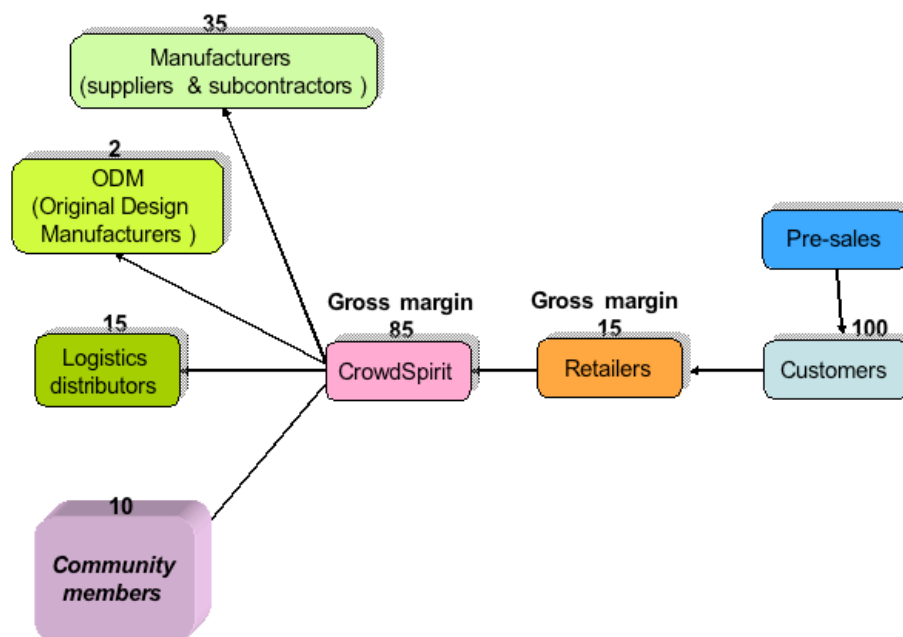 35
Manufacturers
(suppliers & subcontractors )
2
ODM
(Original Design
Manufacturers )
Pre-sales
Gross margin
85
Gross margin
15
100
15
Logistics
distributors
CrowdSpirit
Retailers
Customers
10
Community
members